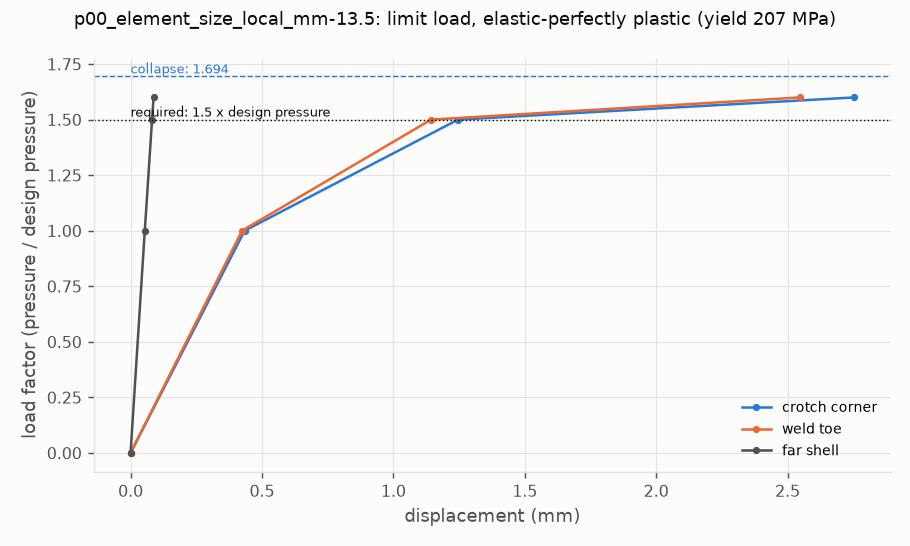 p00_element_size_local_mm-13.5: limit load, elastic-perfectly plastic (yield 207 MPa)
load factor (pressure / design pressure)
1.75
1.50
1.25
1.00
0.75
0.50
0.25
0.00
collapse: 1.694
required: 1.5 x design pressure
crotch corner
weld toe
far shell
0.0
0.5
1.0
1.5
2.0
2.5
displacement (mm)